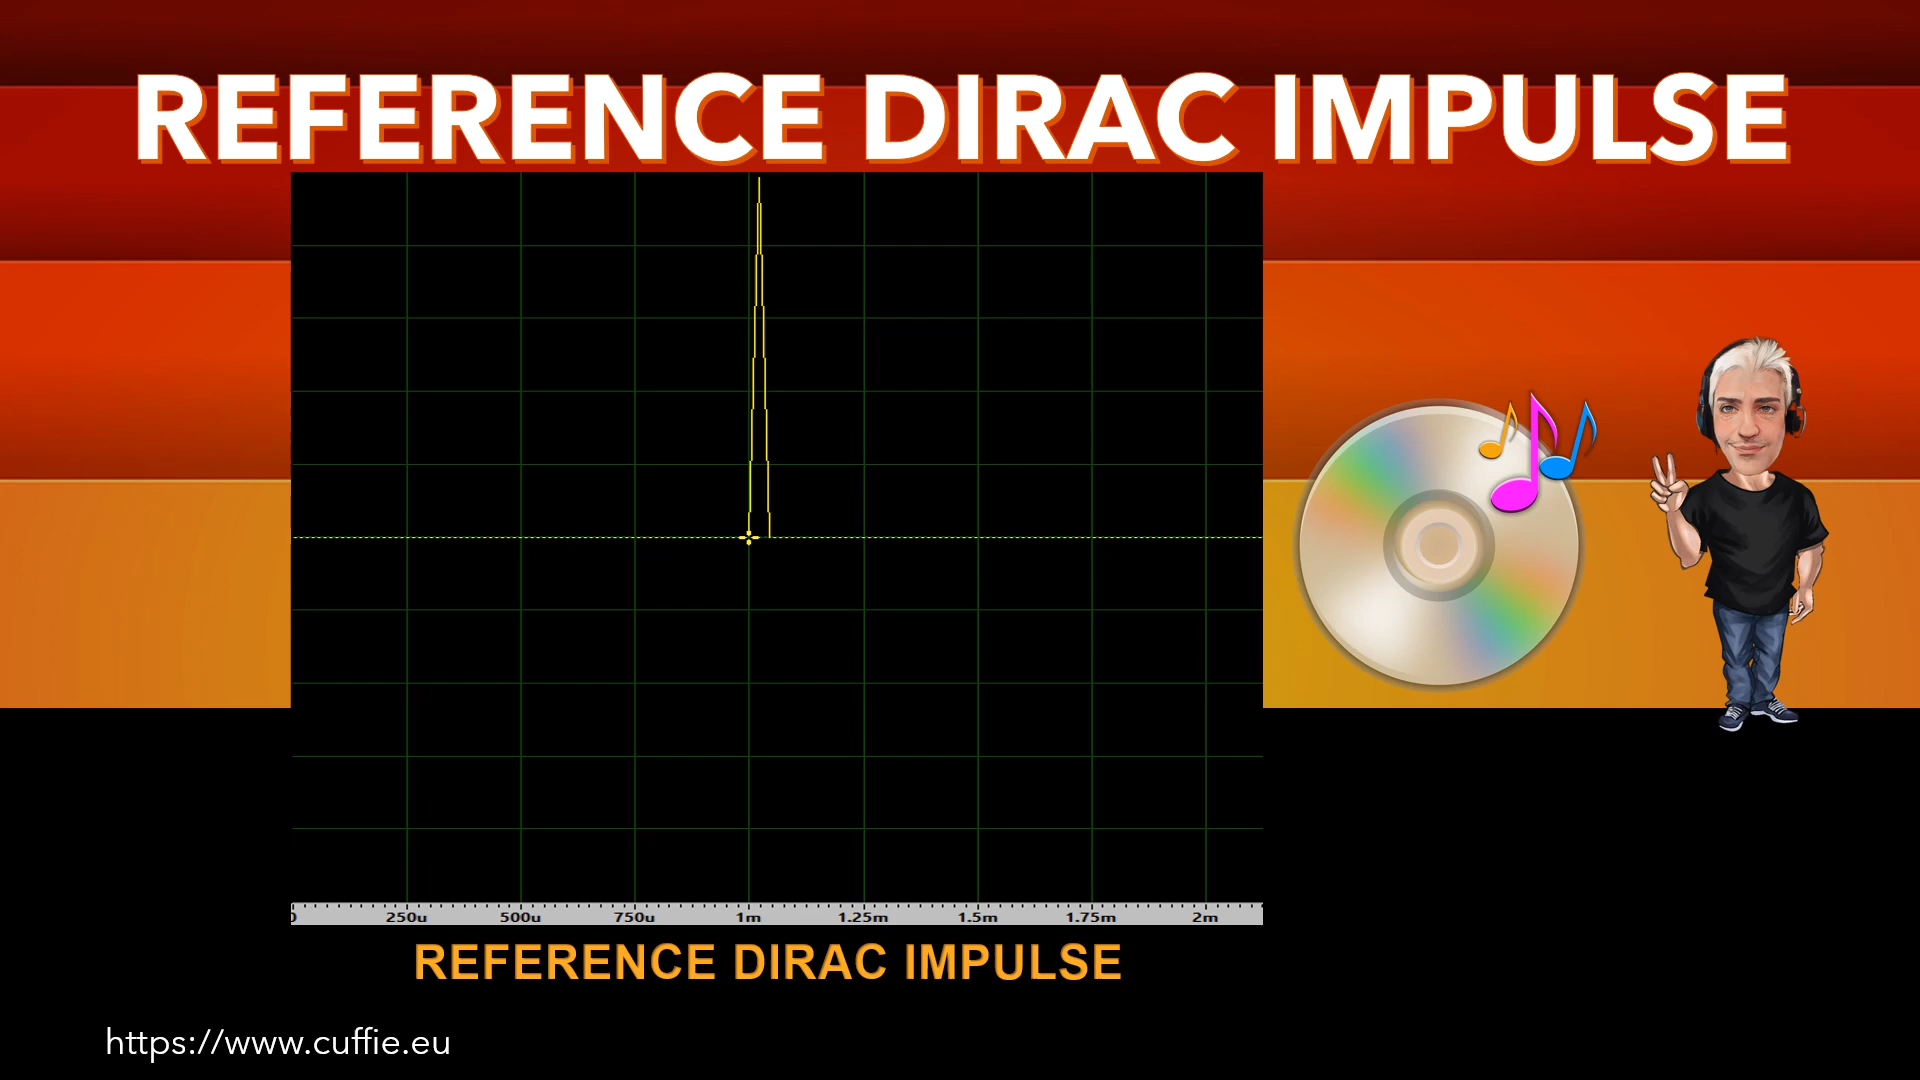 REFERENCE DIRAC IMPULSE
0 250u 500u 750u 1m 1.25m 1.5m 1.75m 2m
REFERENCE DIRAC IMPULSE
https://www.cuffie.eu